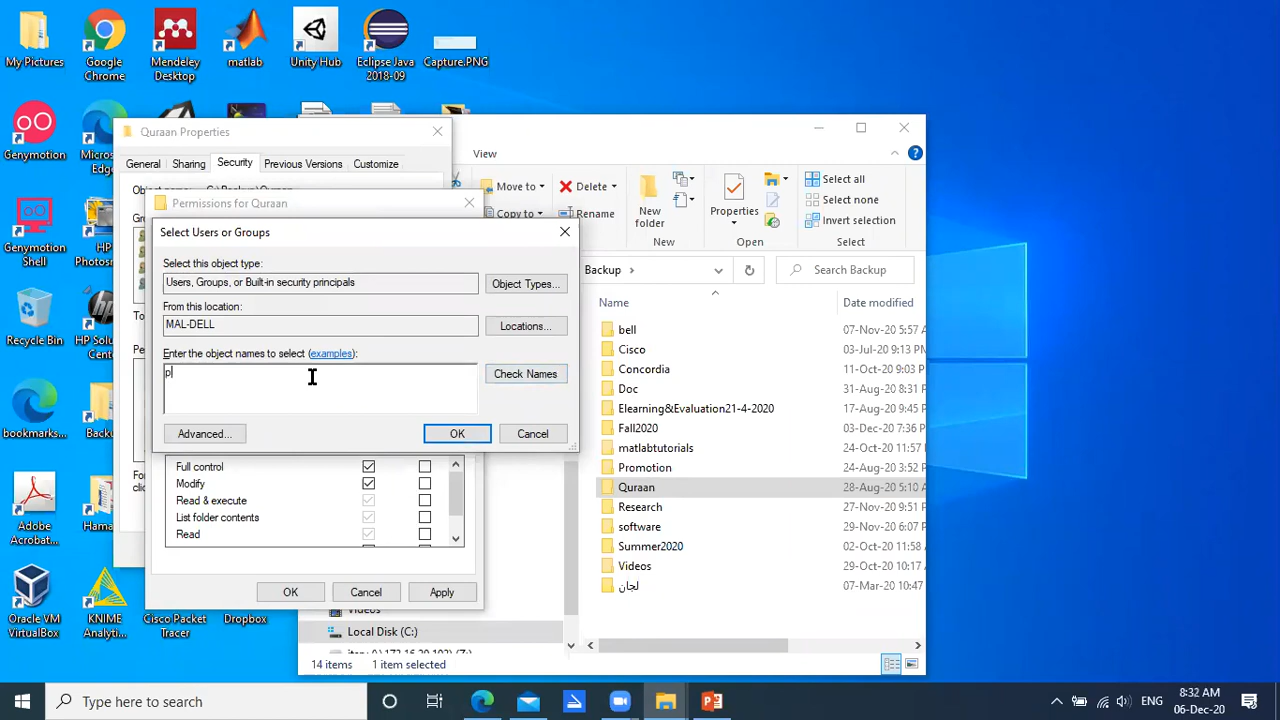 My Pictures
Google Chrome
Mendeley Desktop
matlab
Unity Hub
Eclipse Java 2018-09
Capture.PNG
Genymotion
Edge
Genymotion Shell
HP
Recycle Bin
bookmarks...
Adobe Acrobat...
Oracle VM VirtualBox
KNIME Analyti...
Cisco Packet Tracer
Dropbox
Quraan Properties
General
Sharing
Security
Previous Versions
Customize
Permissions for Quraan
Select Users or Groups
Select this object type:
Users, Groups, or Built-in security principals
Object Types...
From this location:
MAL-DELL
Locations...
Enter the object names to select (examples):
p
Check Names
Advanced...
OK
Cancel
Full control
Modify
Read & execute
List folder contents
Read
OK
Cancel
Apply
View
Move to
Delete
Copy to
Rename
New folder
Properties
Select all
Select none
Invert selection
New
Open
Select
Backup
Search Backup
Name
Date modified
bell
07-Nov-20 5:57
Cisco
03-Jul-20 9:13 PM
Concordia
11-Oct-20 9:03 P
Doc
31-Aug-20 8:31
Elearning&Evaluation21-4-2020
17-Aug-20 9:45
Fall2020
03-Dec-20 7:36
matlabtutorials
24-Oct-20 11:57
Promotion
24-Aug-20 3:52
Quraan
28-Aug-20 5:10
Research
27-Nov-20 9:51
software
29-Nov-20 6:07
Summer2020
02-Oct-20 11:58
Videos
29-Oct-20 10:17
لجان
07-Mar-20 10:47
Videos
Local Disk (C:)
14 items
1 item selected
Type here to search
ENG
8:32 AM
06-Dec-20